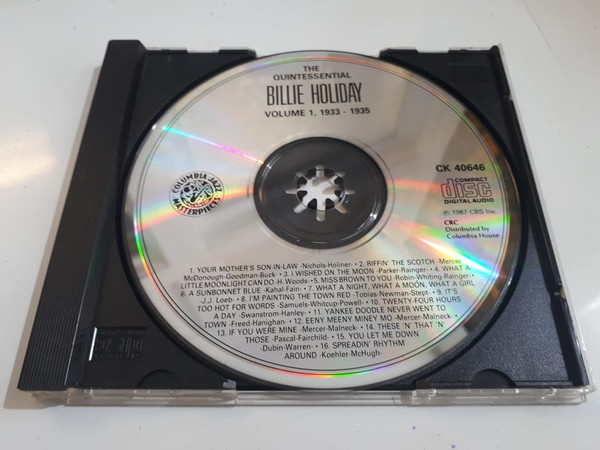 THE
QUINTESSENTIAL
BILLIE HOLIDAY
VOLUME 1, 1933 - 1935
COLUMBIA JAZZ
MASTERPIECES
CK 40646
COMPACT
disc
DIGITAL AUDIO
℗ 1987 CBS Inc.
CRC
Distributed by
Columbia House
1. YOUR MOTHER'S SON-IN-LAW -Nichols-Holiner- • 2. RIFFIN' THE SCOTCH -Mercer-
McDonough-Goodman-Buck • 3. I WISHED ON THE MOON -Parker-Rainger- • 4. WHAT A
LITTLE MOONLIGHT CAN DO -H. Woods- • 5. MISS BROWN TO YOU -Robin-Whiting-Rainger-
• 6. A SUNBONNET BLUE -Kahal-Fain- • 7. WHAT A NIGHT, WHAT A MOON, WHAT A GIRL
-J.J. Loeb- • 8. I'M PAINTING THE TOWN RED -Tobias-Newman-Stept- • 9. IT'S
TOO HOT FOR WORDS -Samuels-Whitcup-Powell- • 10. TWENTY-FOUR HOURS
A DAY -Swanstrom-Hanley- • 11. YANKEE DOODLE NEVER WENT TO
TOWN -Freed-Hanighan- • 12. EENY MEENY MINEY MO -Mercer-Malneck-
• 13. IF YOU WERE MINE -Mercer-Malneck- • 14. THESE 'N' THAT 'N'
THOSE -Pascal-Fairchild- • 15. YOU LET ME DOWN
-Dubin-Warren- • 16. SPREADIN' RHYTHM
AROUND -Koehler-McHugh-